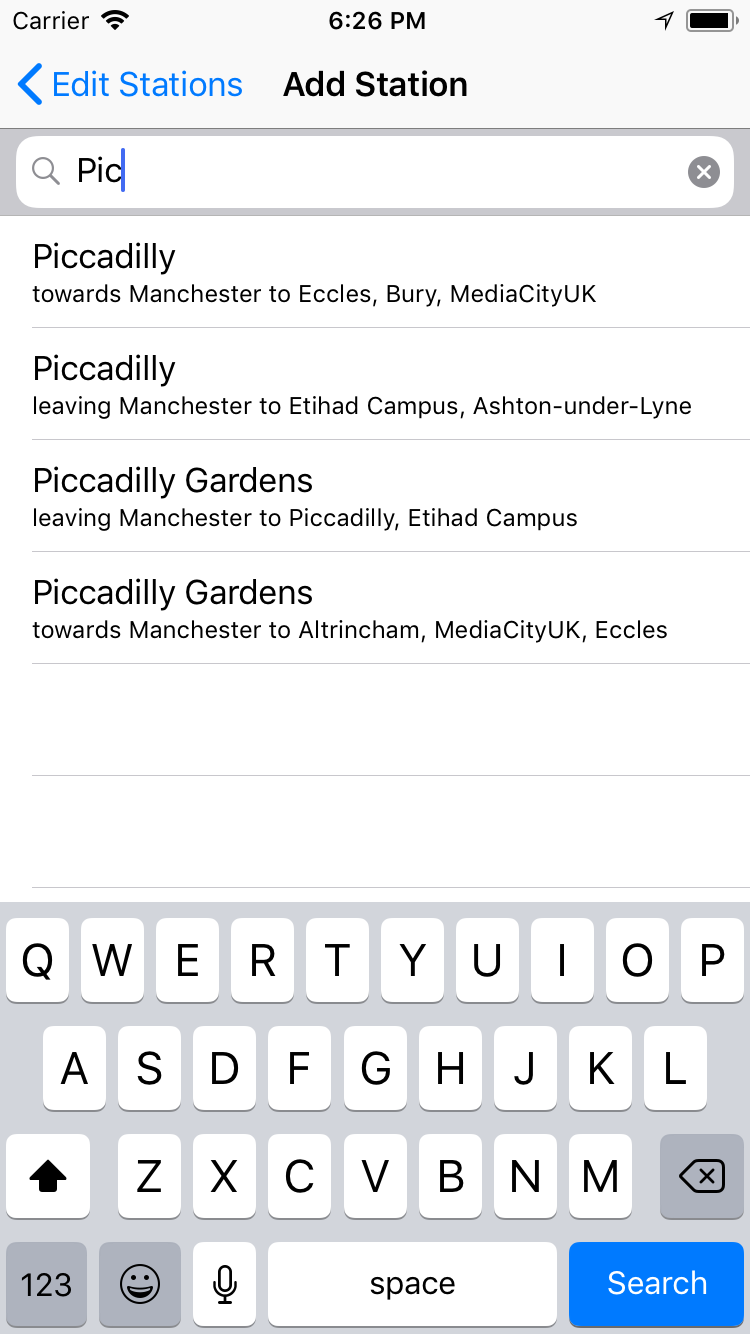 Carrier 6:26 PM
Edit Stations Add Station
Pic
Piccadilly
towards Manchester to Eccles, Bury, MediaCityUK
Piccadilly
leaving Manchester to Etihad Campus, Ashton-under-Lyne
Piccadilly Gardens
leaving Manchester to Piccadilly, Etihad Campus
Piccadilly Gardens
towards Manchester to Altrincham, MediaCityUK, Eccles
Q W E R T Y U I O P
A S D F G H J K L
Z X C V B N M
123 space Search